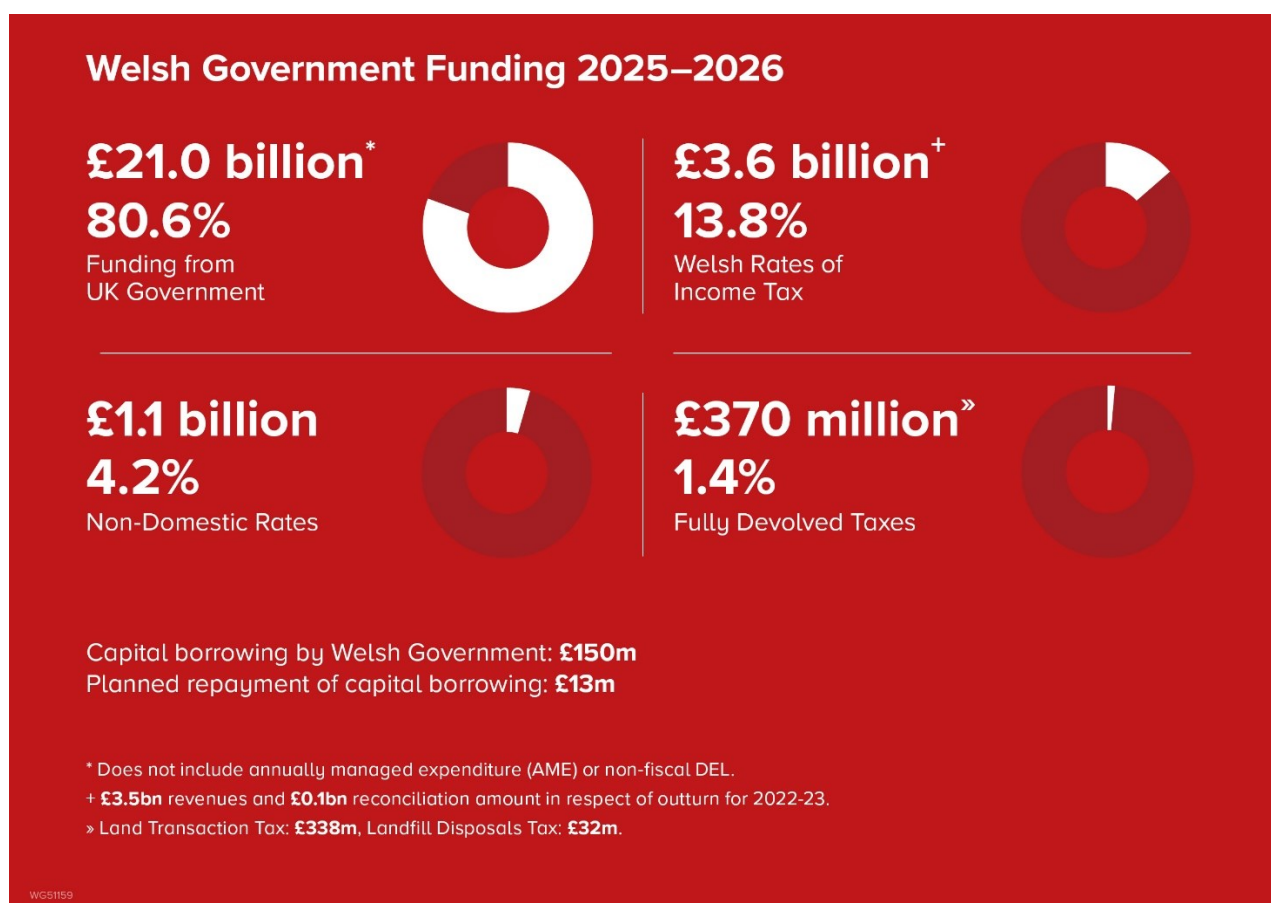 Welsh Government Funding 2025–2026
£21.0 billion*
80.6%
Funding from
UK Government
£3.6 billion+
13.8%
Welsh Rates of
Income Tax
£1.1 billion
4.2%
Non-Domestic Rates
£370 million»
1.4%
Fully Devolved Taxes
Capital borrowing by Welsh Government: £150m
Planned repayment of capital borrowing: £13m
* Does not include annually managed expenditure (AME) or non-fiscal DEL.
+ £3.5bn revenues and £0.1bn reconciliation amount in respect of outturn for 2022-23.
» Land Transaction Tax: £338m, Landfill Disposals Tax: £32m.
WG51159